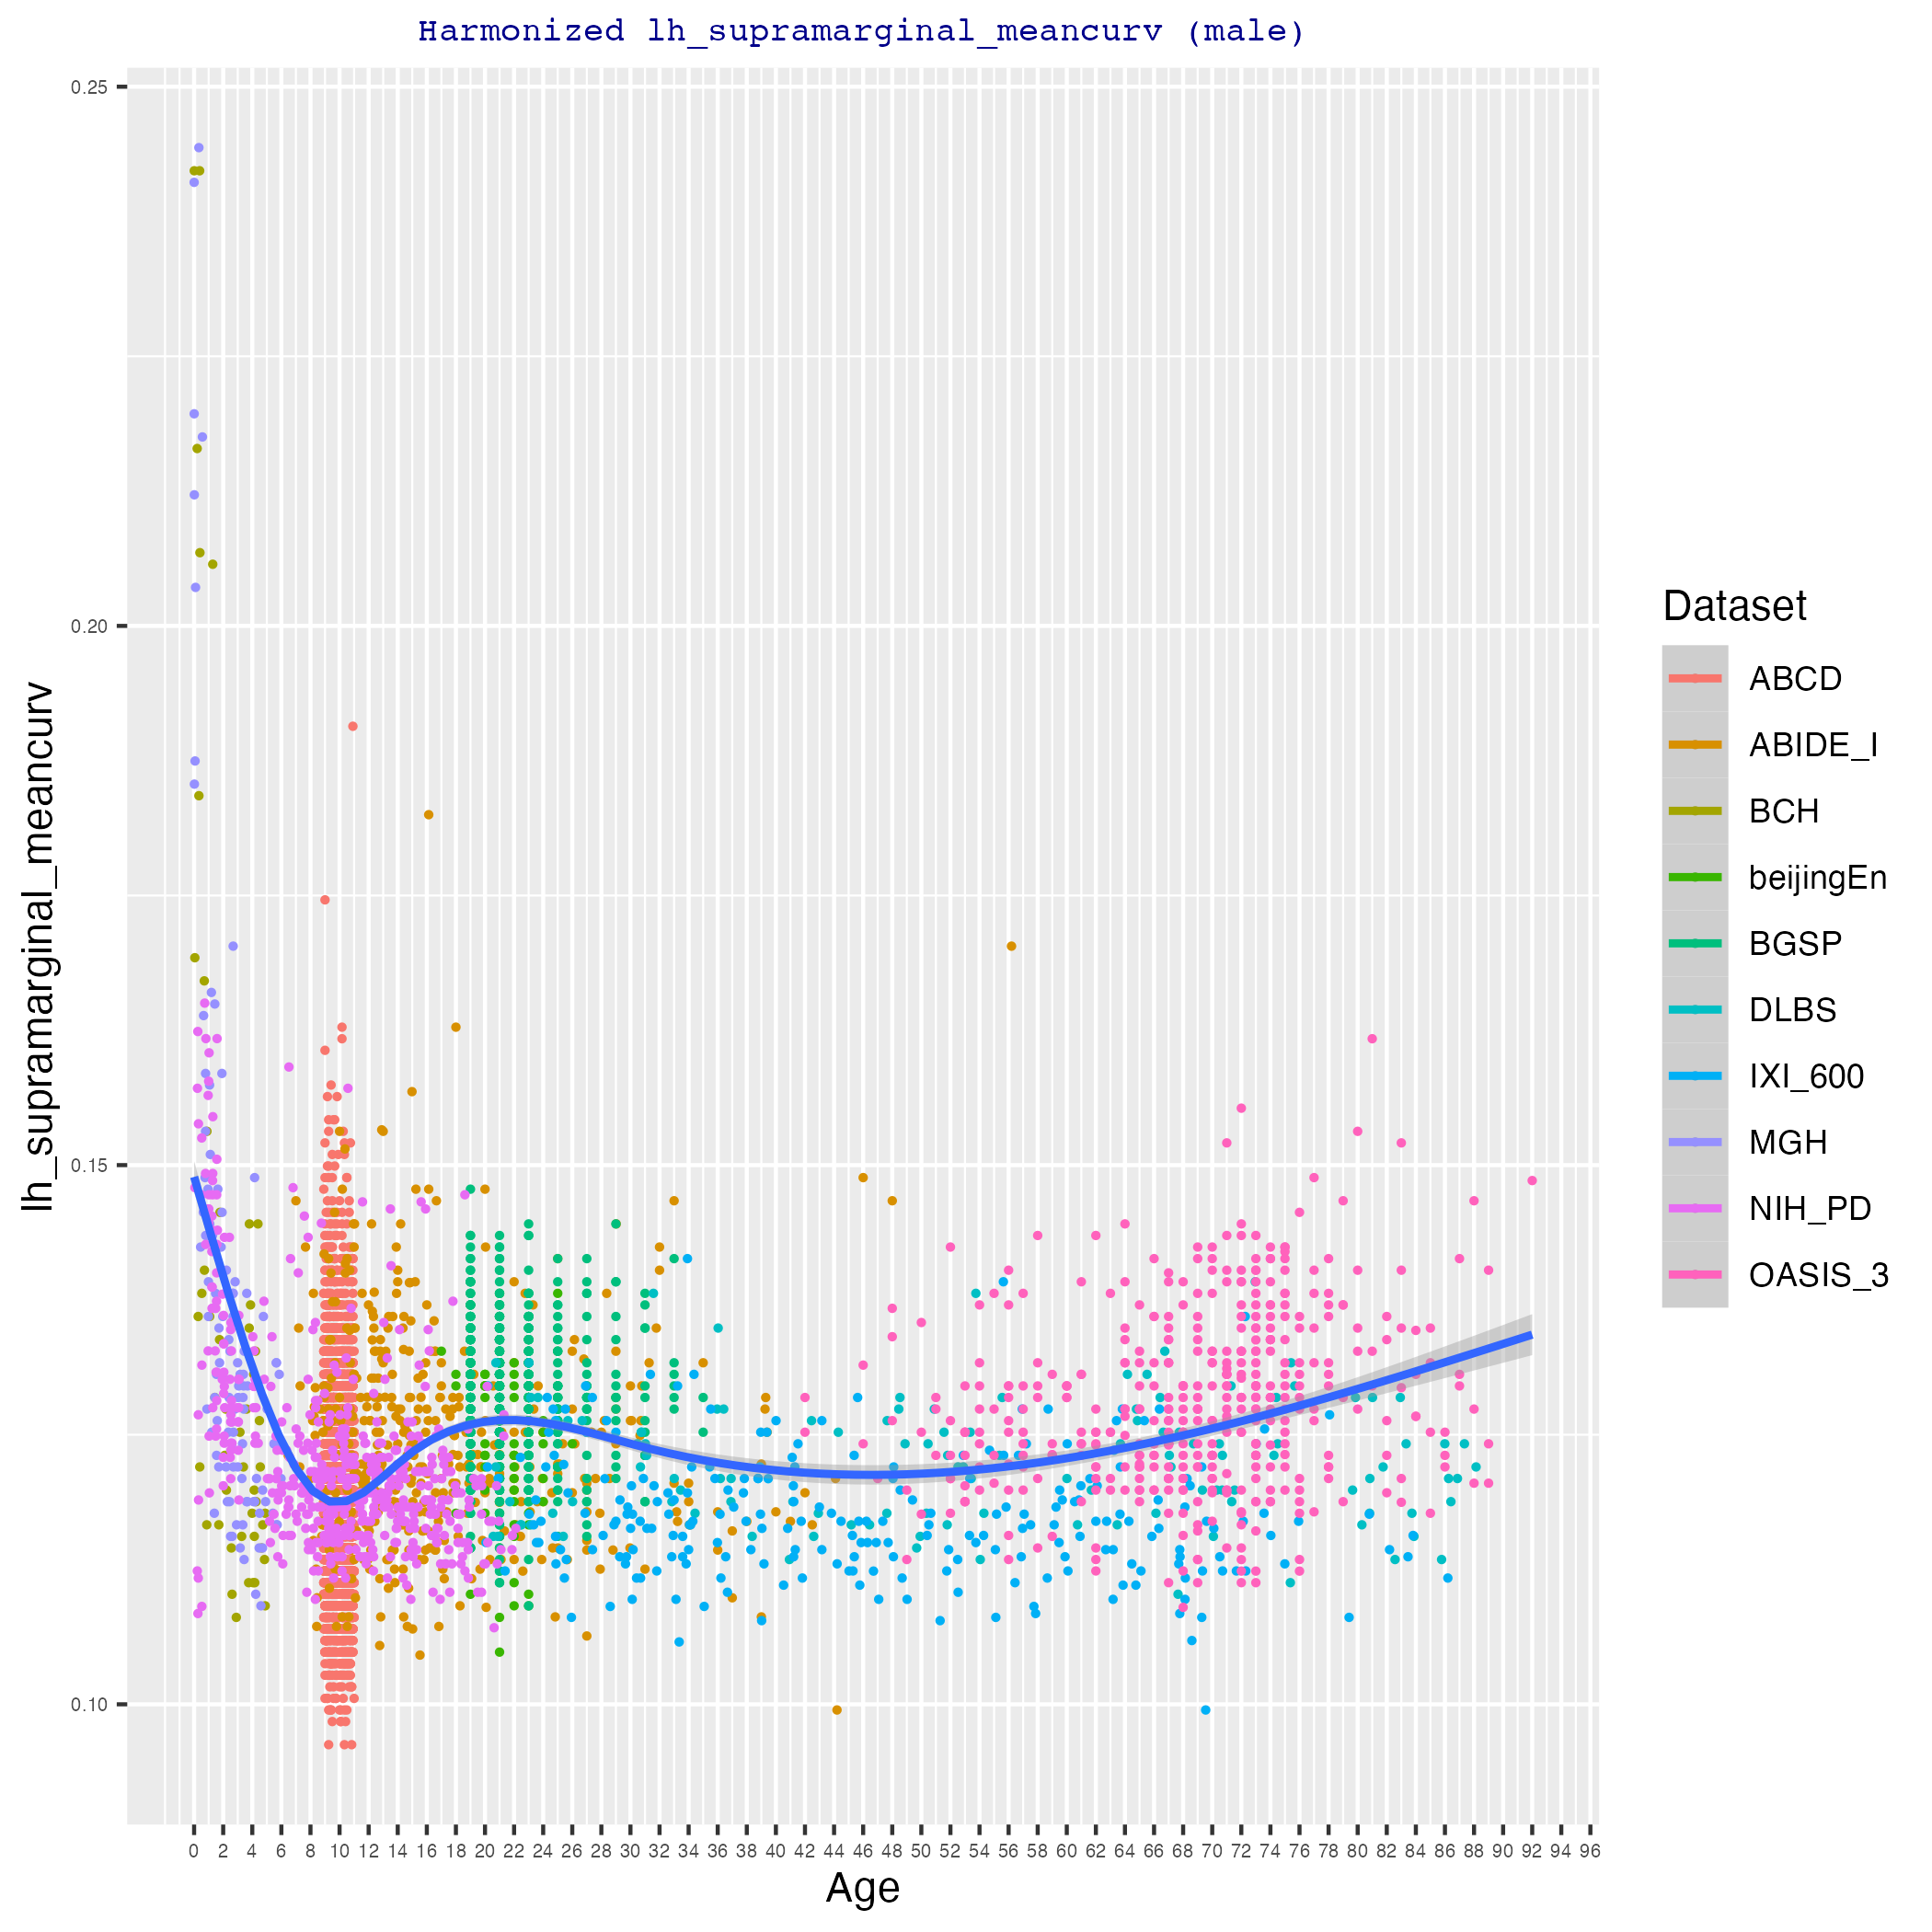 Harmonized lh_supramarginal_meancurv (male)
0.25
0.20
0.15
0.10
lh_supramarginal_meancurv
0 2 4 6 8 10 12 14 16 18 20 22 24 26 28 30 32 34 36 38 40 42 44 46 48 50 52 54 56 58 60 62 64 66 68 70 72 74 76 78 80 82 84 86 88 90 92 94 96
Age
Dataset
ABCD
ABIDE_I
BCH
beijingEn
BGSP
DLBS
IXI_600
MGH
NIH_PD
OASIS_3